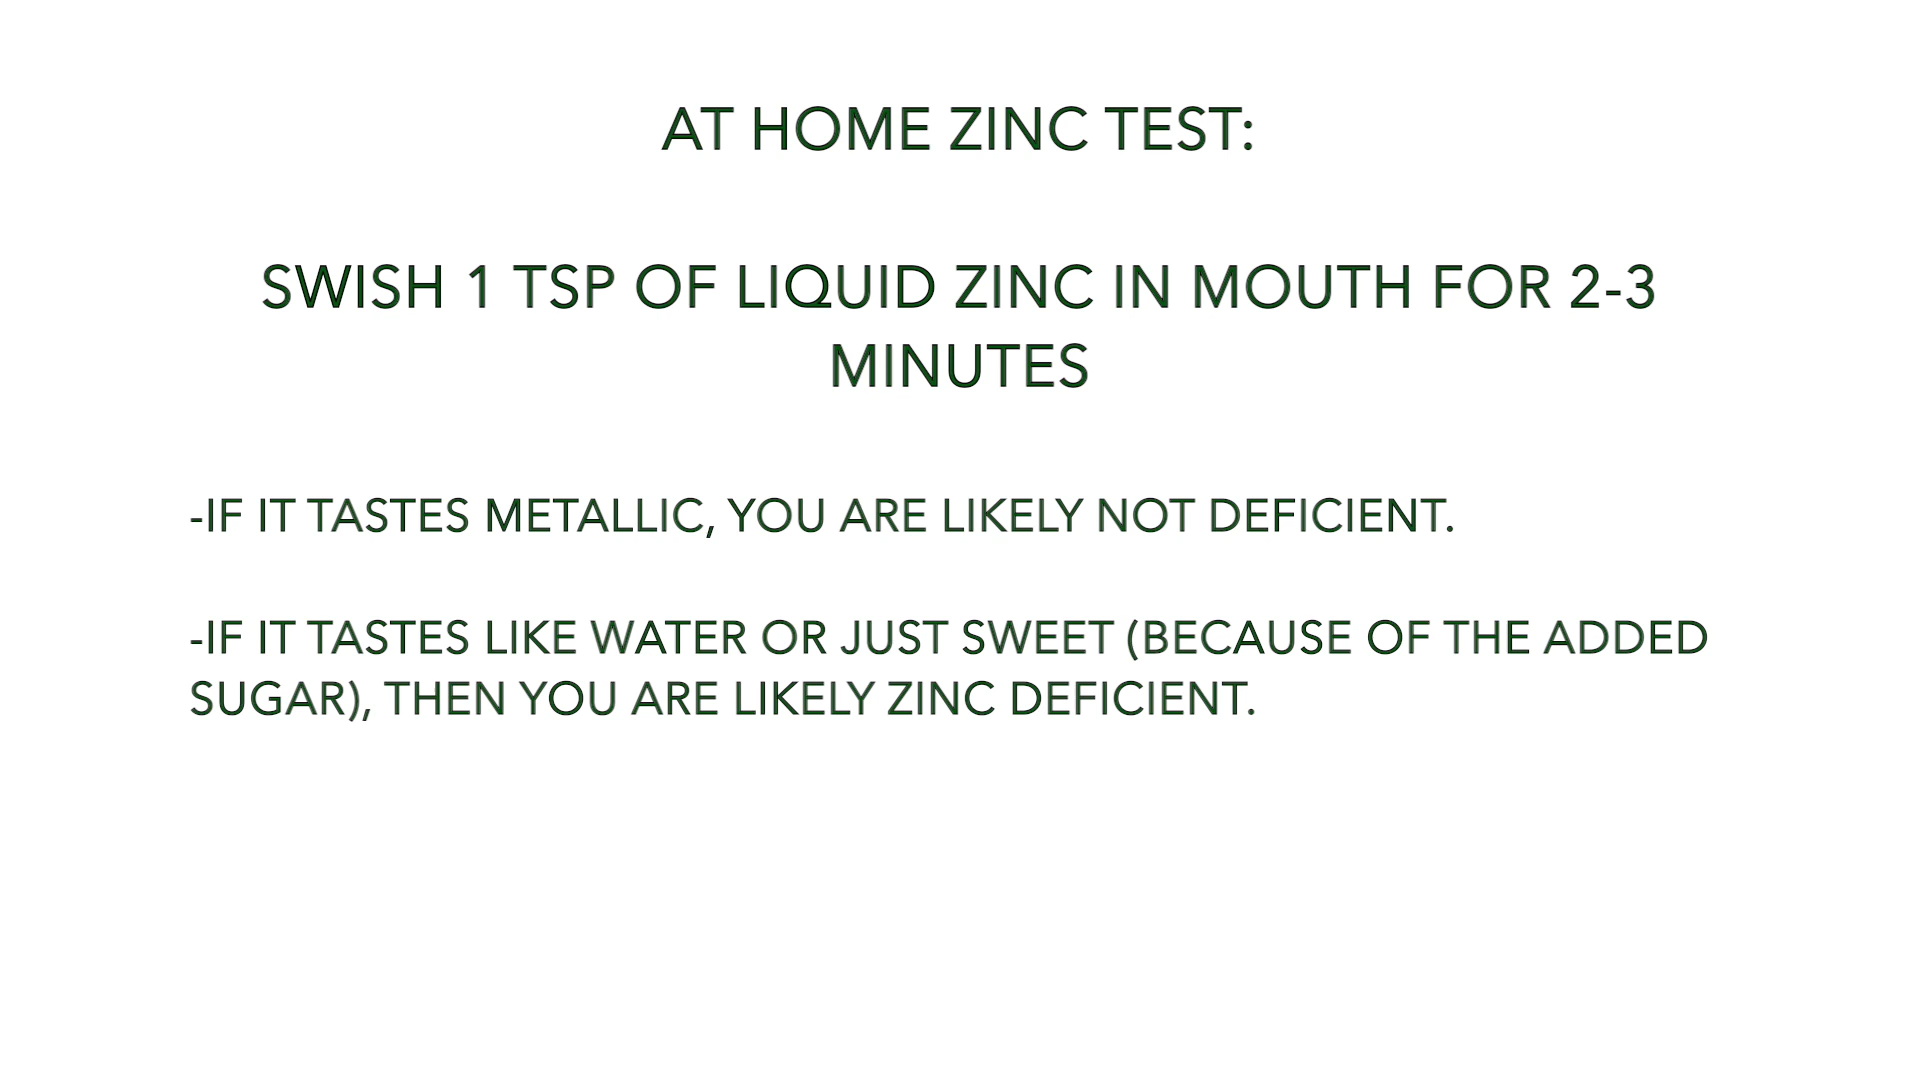 AT HOME ZINC TEST:
SWISH 1 TSP OF LIQUID ZINC IN MOUTH FOR 2-3
MINUTES
-IF IT TASTES METALLIC, YOU ARE LIKELY NOT DEFICIENT.
-IF IT TASTES LIKE WATER OR JUST SWEET (BECAUSE OF THE ADDED
SUGAR), THEN YOU ARE LIKELY ZINC DEFICIENT.